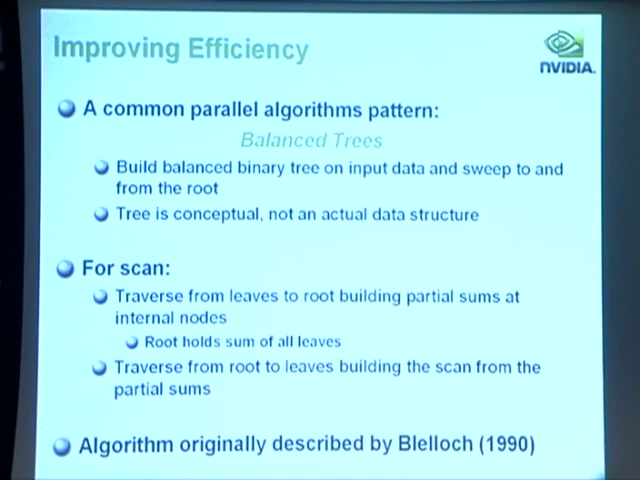 Improving Efficiency
NVIDIA.
A common parallel algorithms pattern:
Balanced Trees
Build balanced binary tree on input data and sweep to and
from the root
Tree is conceptual, not an actual data structure
For scan:
Traverse from leaves to root building partial sums at
internal nodes
Root holds sum of all leaves
Traverse from root to leaves building the scan from the
partial sums
Algorithm originally described by Blelloch (1990)